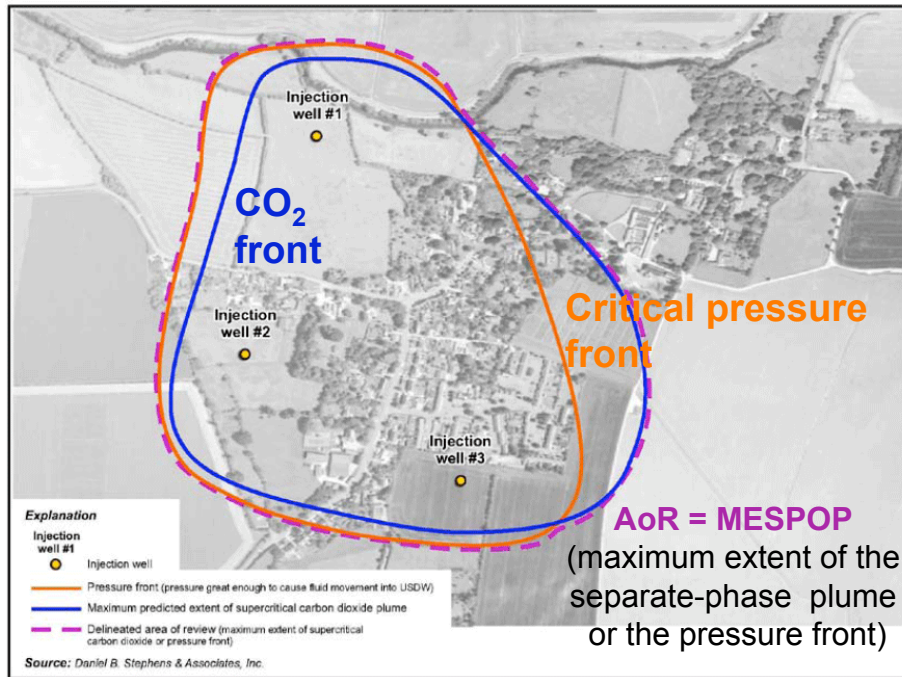 Injection
well #1
CO2
front
Injection
well #2
Critical pressure
front
Injection
well #3
AoR = MESPOP
(maximum extent of the
separate-phase plume
or the pressure front)
Explanation
Injection
well #1
Injection well
Pressure front (pressure great enough to cause fluid movement into USDW)
Maximum predicted extent of supercritical carbon dioxide plume
Delineated area of review (maximum extent of supercritical
carbon dioxide or pressure front)
Source: Daniel B. Stephens & Associates, Inc.